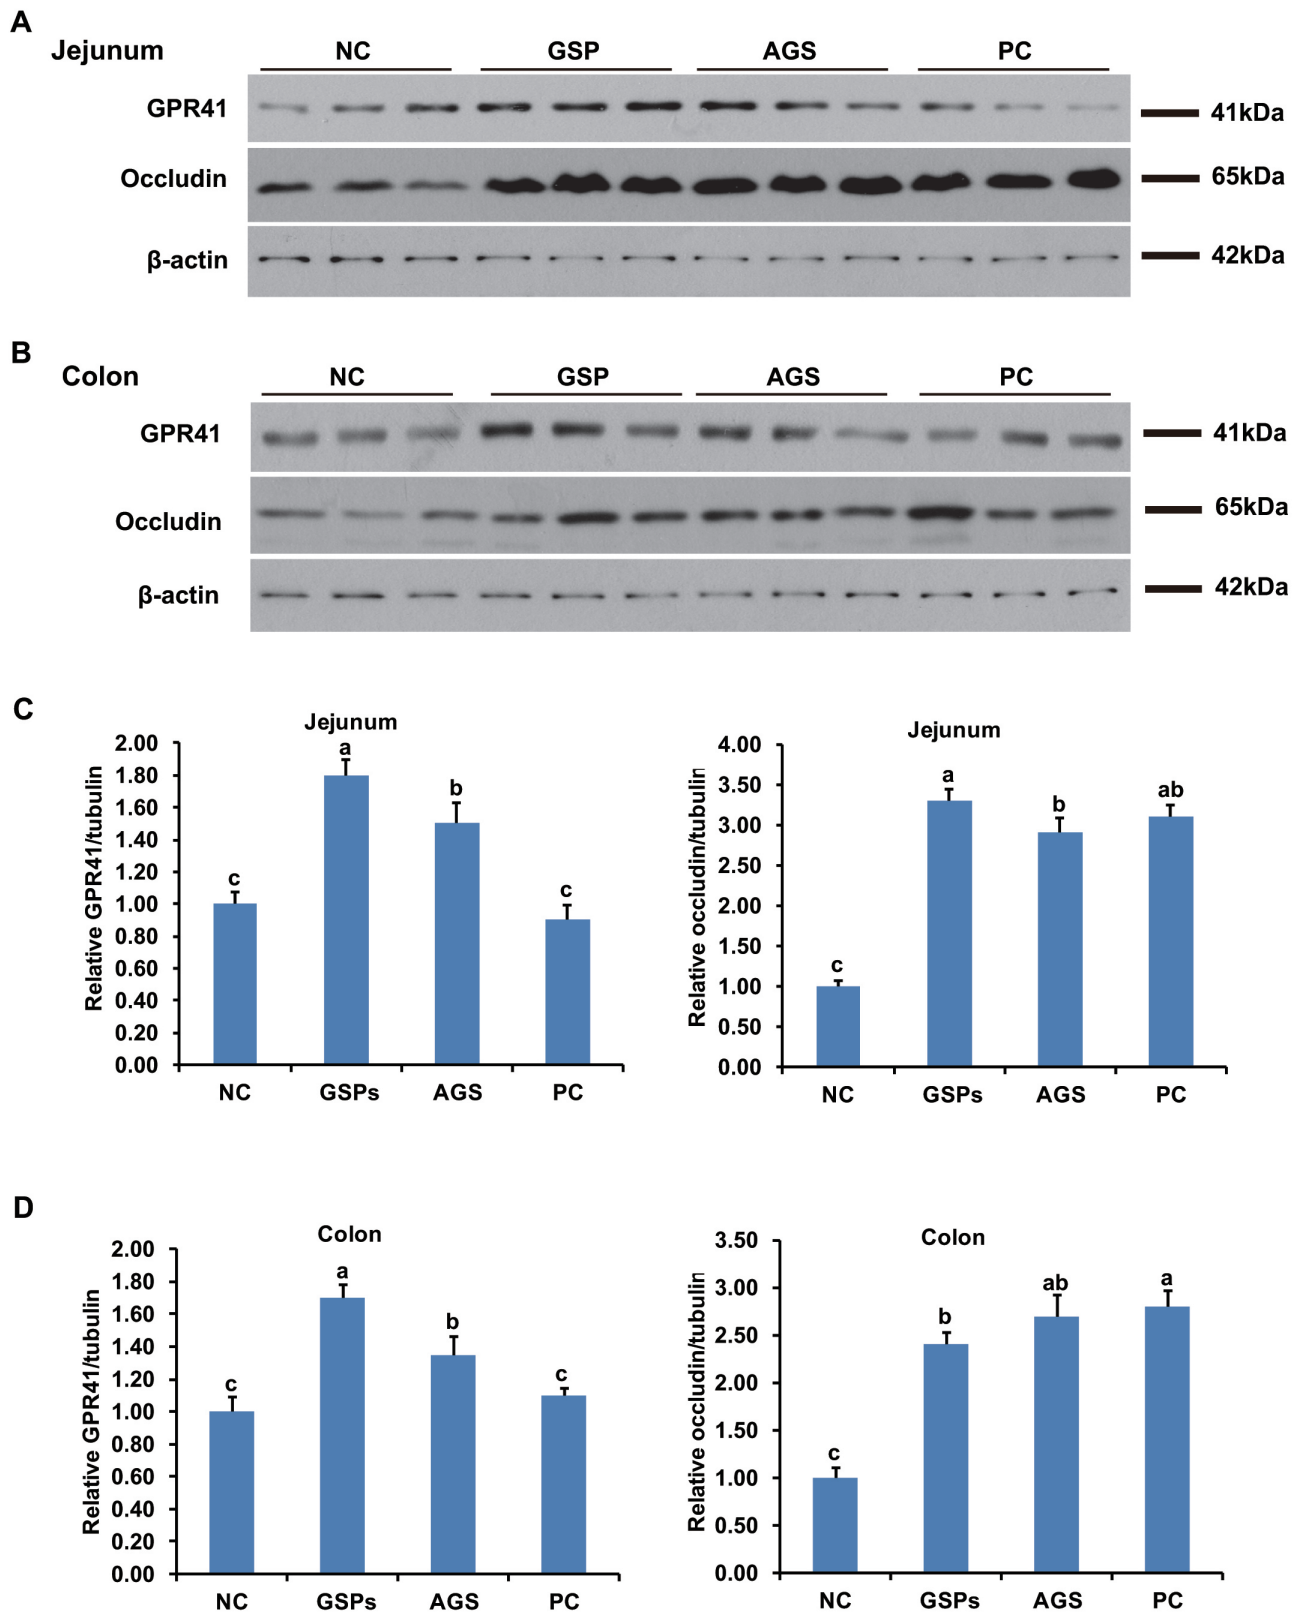 A
Jejunum NC GSP AGS PC
GPR41 41kDa
Occludin 65kDa
β-actin 42kDa
B
Colon NC GSP AGS PC
GPR41 41kDa
Occludin 65kDa
β-actin 42kDa
C
Jejunum
Relative GPR41/tubulin
2.00
1.80
1.60
1.40
1.20
1.00
0.80
0.60
0.40
0.20
0.00
c a b c
NC GSPs AGS PC
Jejunum
Relative occludin/tubulin
4.00
3.50
3.00
2.50
2.00
1.50
1.00
0.50
0.00
c a b ab
NC GSPs AGS PC
D
Colon
Relative GPR41/tubulin
2.00
1.80
1.60
1.40
1.20
1.00
0.80
0.60
0.40
0.20
0.00
c a b c
NC GSPs AGS PC
Colon
Relative occludin/tubulin
3.50
3.00
2.50
2.00
1.50
1.00
0.50
0.00
c b ab a
NC GSPs AGS PC